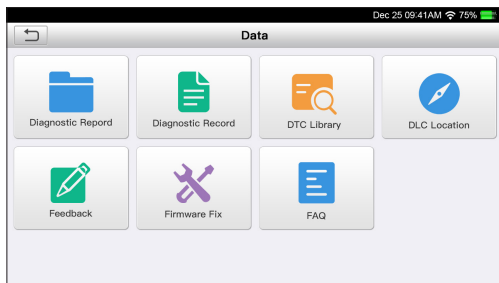 Dec 25 09:41AM 75%
Data
Diagnostic Repord
Diagnostic Record
DTC Library
DLC Location
Feedback
Firmware Fix
FAQ